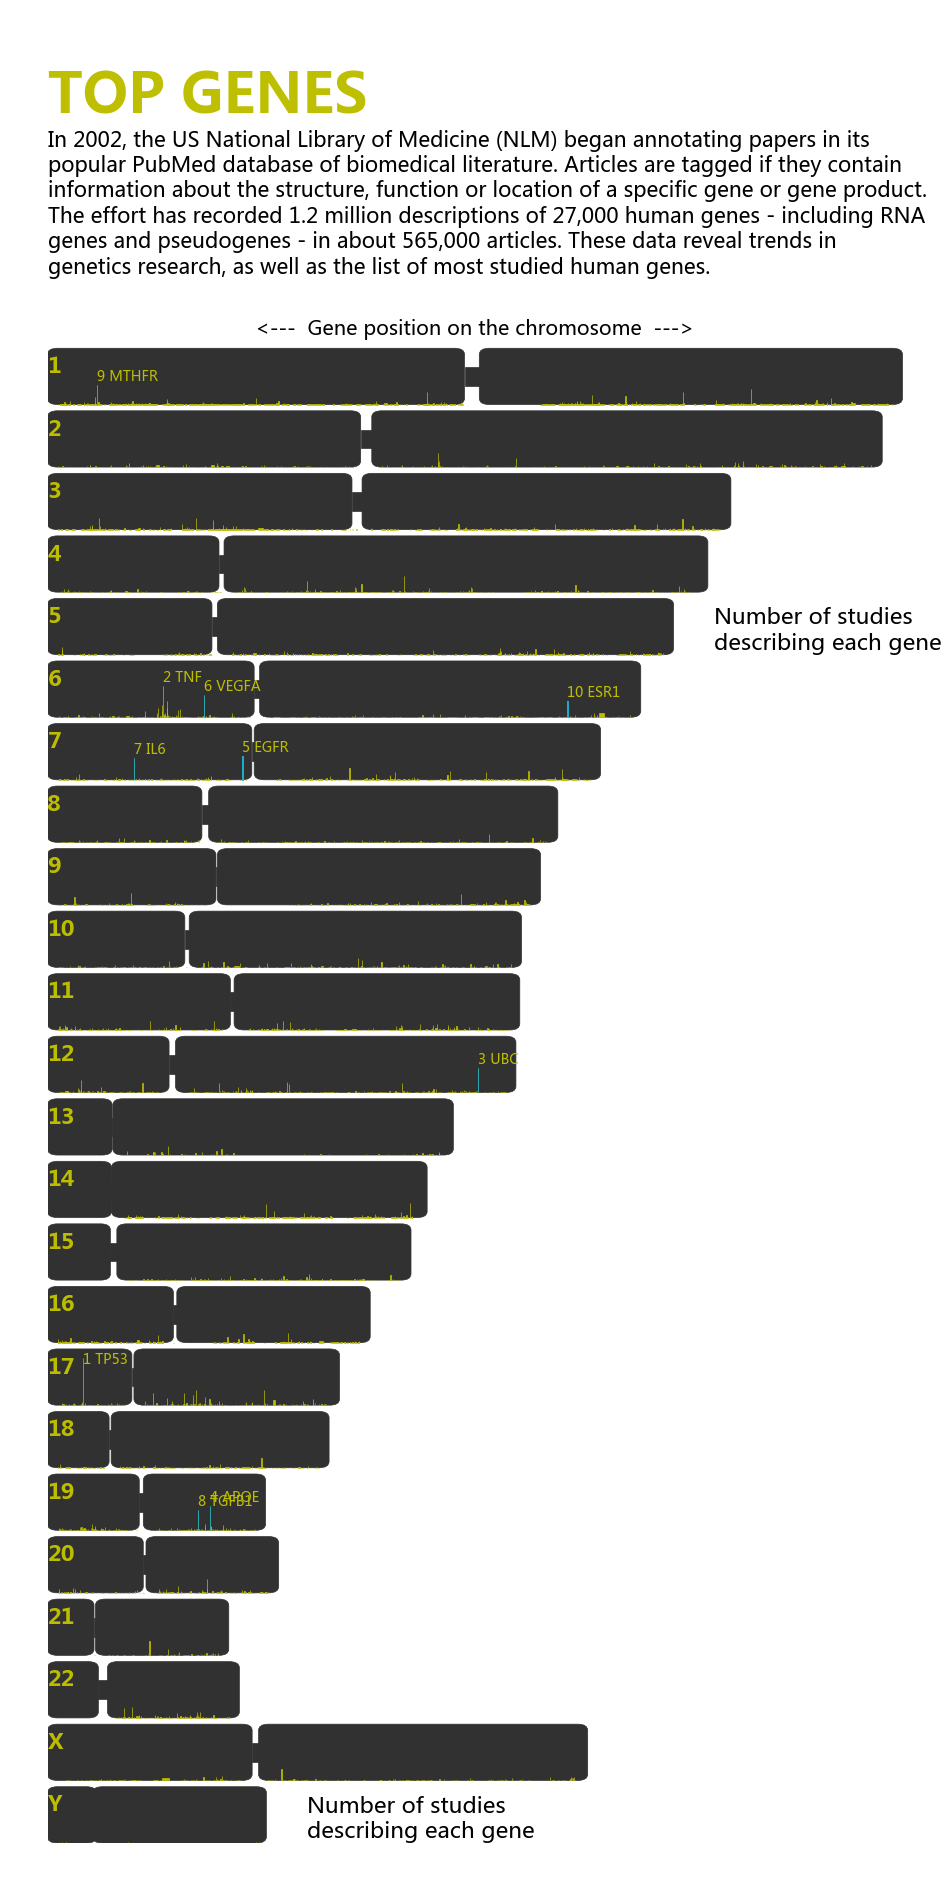 TOP GENES
In 2002, the US National Library of Medicine (NLM) began annotating papers in its
popular PubMed database of biomedical literature. Articles are tagged if they contain
information about the structure, function or location of a specific gene or gene product.
The effort has recorded 1.2 million descriptions of 27,000 human genes - including RNA
genes and pseudogenes - in about 565,000 articles. These data reveal trends in
genetics research, as well as the list of most studied human genes.
<--- Gene position on the chromosome --->
1
9 MTHFR
2
3
4
5
Number of studies
describing each gene
6
2 TNF
6 VEGFA
10 ESR1
7
7 IL6
5 EGFR
8
9
10
11
12
3 UBC
13
14
15
16
17
1 TP53
18
19
4 APOE
8 TGFB1
20
21
22
X
Y
Number of studies
describing each gene